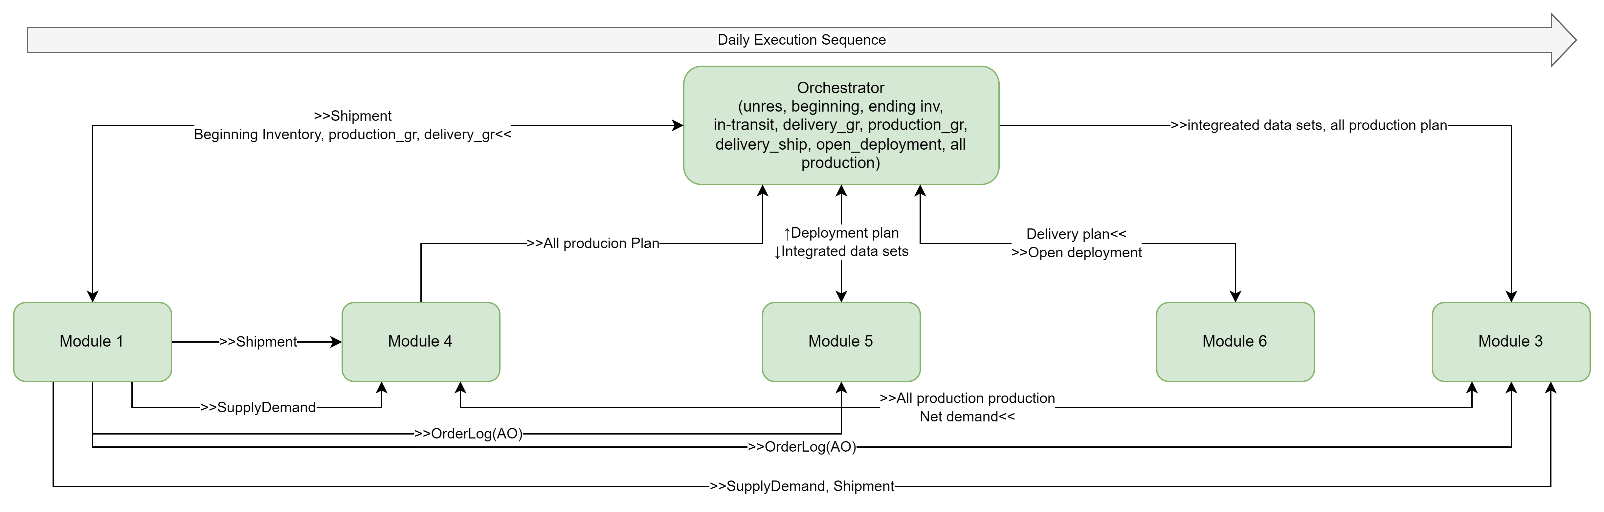 Daily Execution Sequence
Orchestrator
(unres, beginning, ending inv,
in-transit, delivery_gr, production_gr,
delivery_ship, open_deployment, all
production)
>>Shipment
Beginning Inventory, production_gr, delivery_gr<<
>>integreated data sets, all production plan
>>All producion Plan
↑Deployment plan
↓Integrated data sets
Delivery plan<<
>>Open deployment
Module 1
>>Shipment
Module 4
Module 5
Module 6
Module 3
>>SupplyDemand
>>All production production
Net demand<<
>>OrderLog(AO)
>>OrderLog(AO)
>>SupplyDemand, Shipment